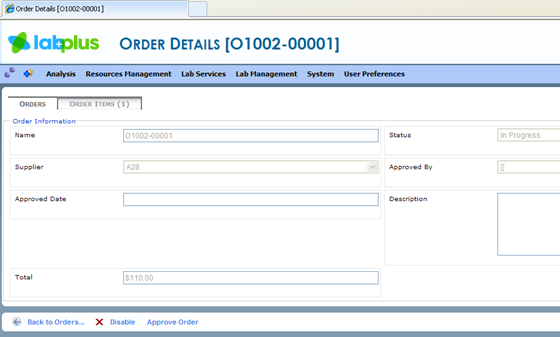 Order Details [O1002-00001]
labplus
ORDER DETAILS [O1002-00001]
Analysis Resources Management Lab Services Lab Management System User Preferences
ORDERS ORDER ITEMS (1)
Order Information
Name O1002-00001 Status In Progress
Supplier A28 Approved By []
Approved Date Description
Total $110.00
Back to Orders... Disable Approve Order